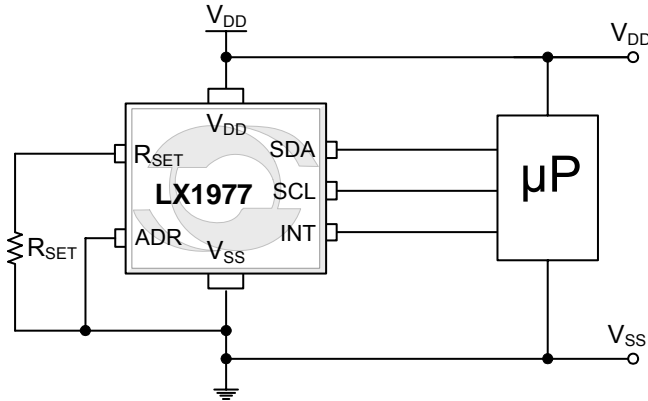 VDD
VDD
VDD
RSET
SDA
LX1977
SCL
µP
ADR
INT
VSS
RSET
VSS